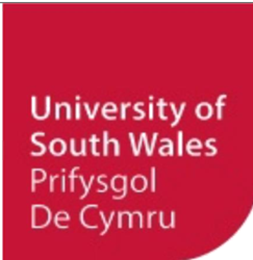 University of
South Wales
Prifysgol
De Cymru